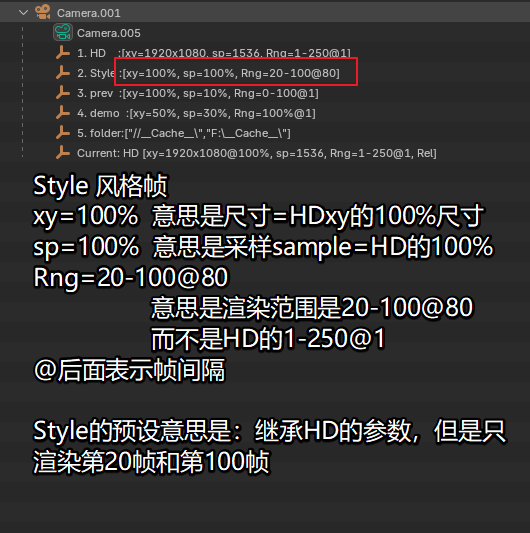 Camera.001
Camera.005
1. HD :[xy=1920x1080, sp=1536, Rng=1-250@1]
2. Style :[xy=100%, sp=100%, Rng=20-100@80]
3. prev :[xy=100%, sp=10%, Rng=0-100@1]
4. demo :[xy=50%, sp=30%, Rng=100%@1]
5. folder:["//__Cache__\","F:\__Cache__\"]
Current: HD [xy=1920x1080@100%, sp=1536, Rng=1-250@1, Rel]
Style 风格帧
xy=100% 意思是尺寸=HDxy的100%尺寸
sp=100% 意思是采样sample=HD的100%
Rng=20-100@80
意思是渲染范围是20-100@80
而不是HD的1-250@1
@后面表示帧间隔
Style的预设意思是：继承HD的参数，但是只
渲染第20帧和第100帧